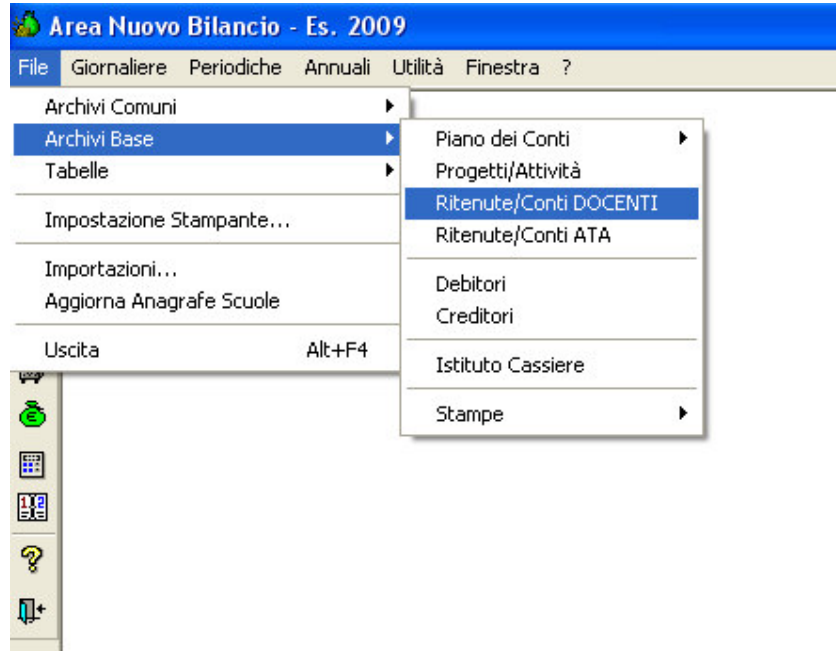 Area Nuovo Bilancio - Es. 2009
File Giornaliere Periodiche Annuali Utilità Finestra ?
Archivi Comuni
Archivi Base
Tabelle
Impostazione Stampante...
Importazioni...
Aggiorna Anagrafe Scuole
Uscita Alt+F4
Piano dei Conti
Progetti/Attività
Ritenute/Conti DOCENTI
Ritenute/Conti ATA
Debitori
Creditori
Istituto Cassiere
Stampe